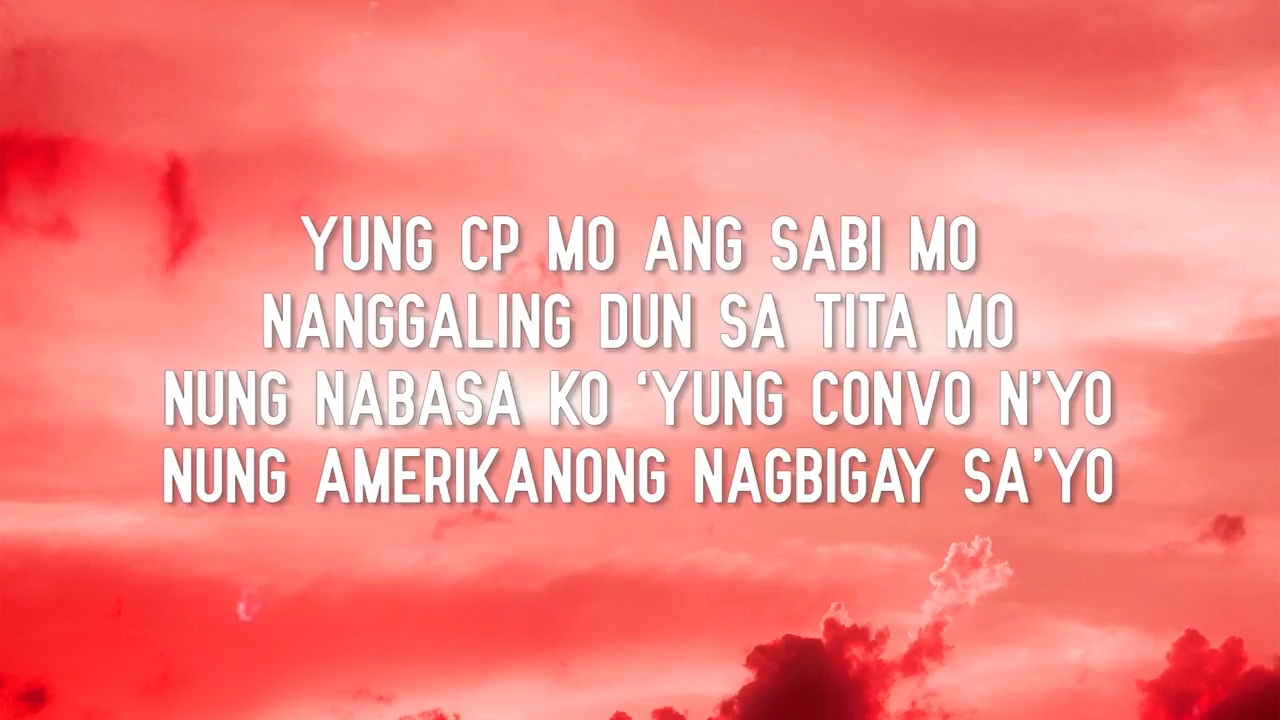 YUNG CP MO ANG SABI MO
NANGGALING DUN SA TITA MO
NUNG NABASA KO ‘YUNG CONVO N’YO
NUNG AMERIKANONG NAGBIGAY SA’YO